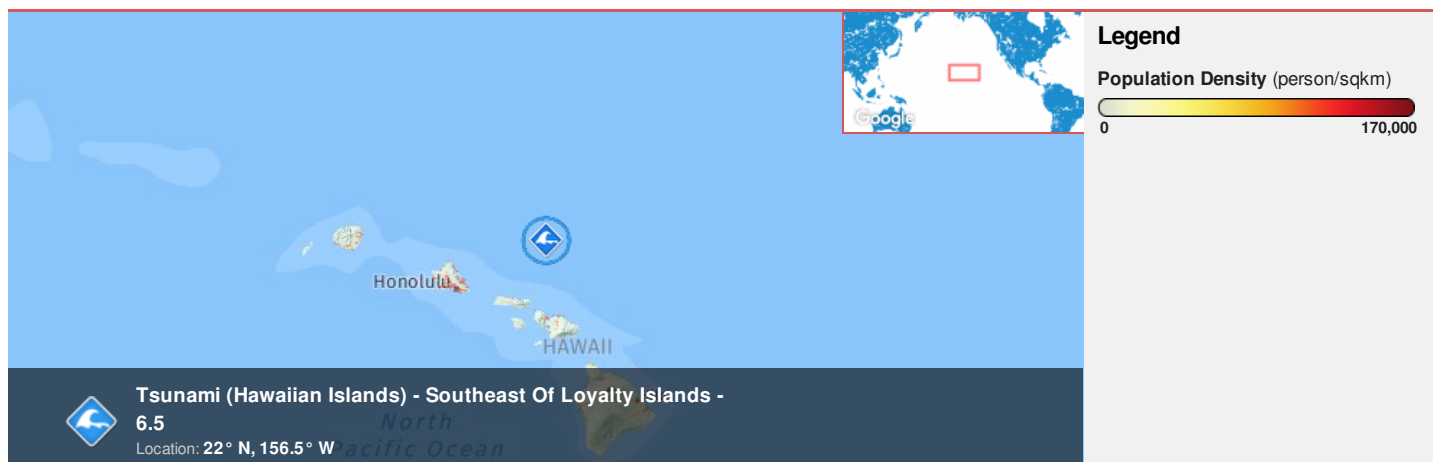 Google
Legend
Population Density (person/sqkm)
0 170,000
Honolulu
HAWAII
North
Pacific Ocean
Tsunami (Hawaiian Islands) - Southeast Of Loyalty Islands -
6.5
Location: 22° N, 156.5° W